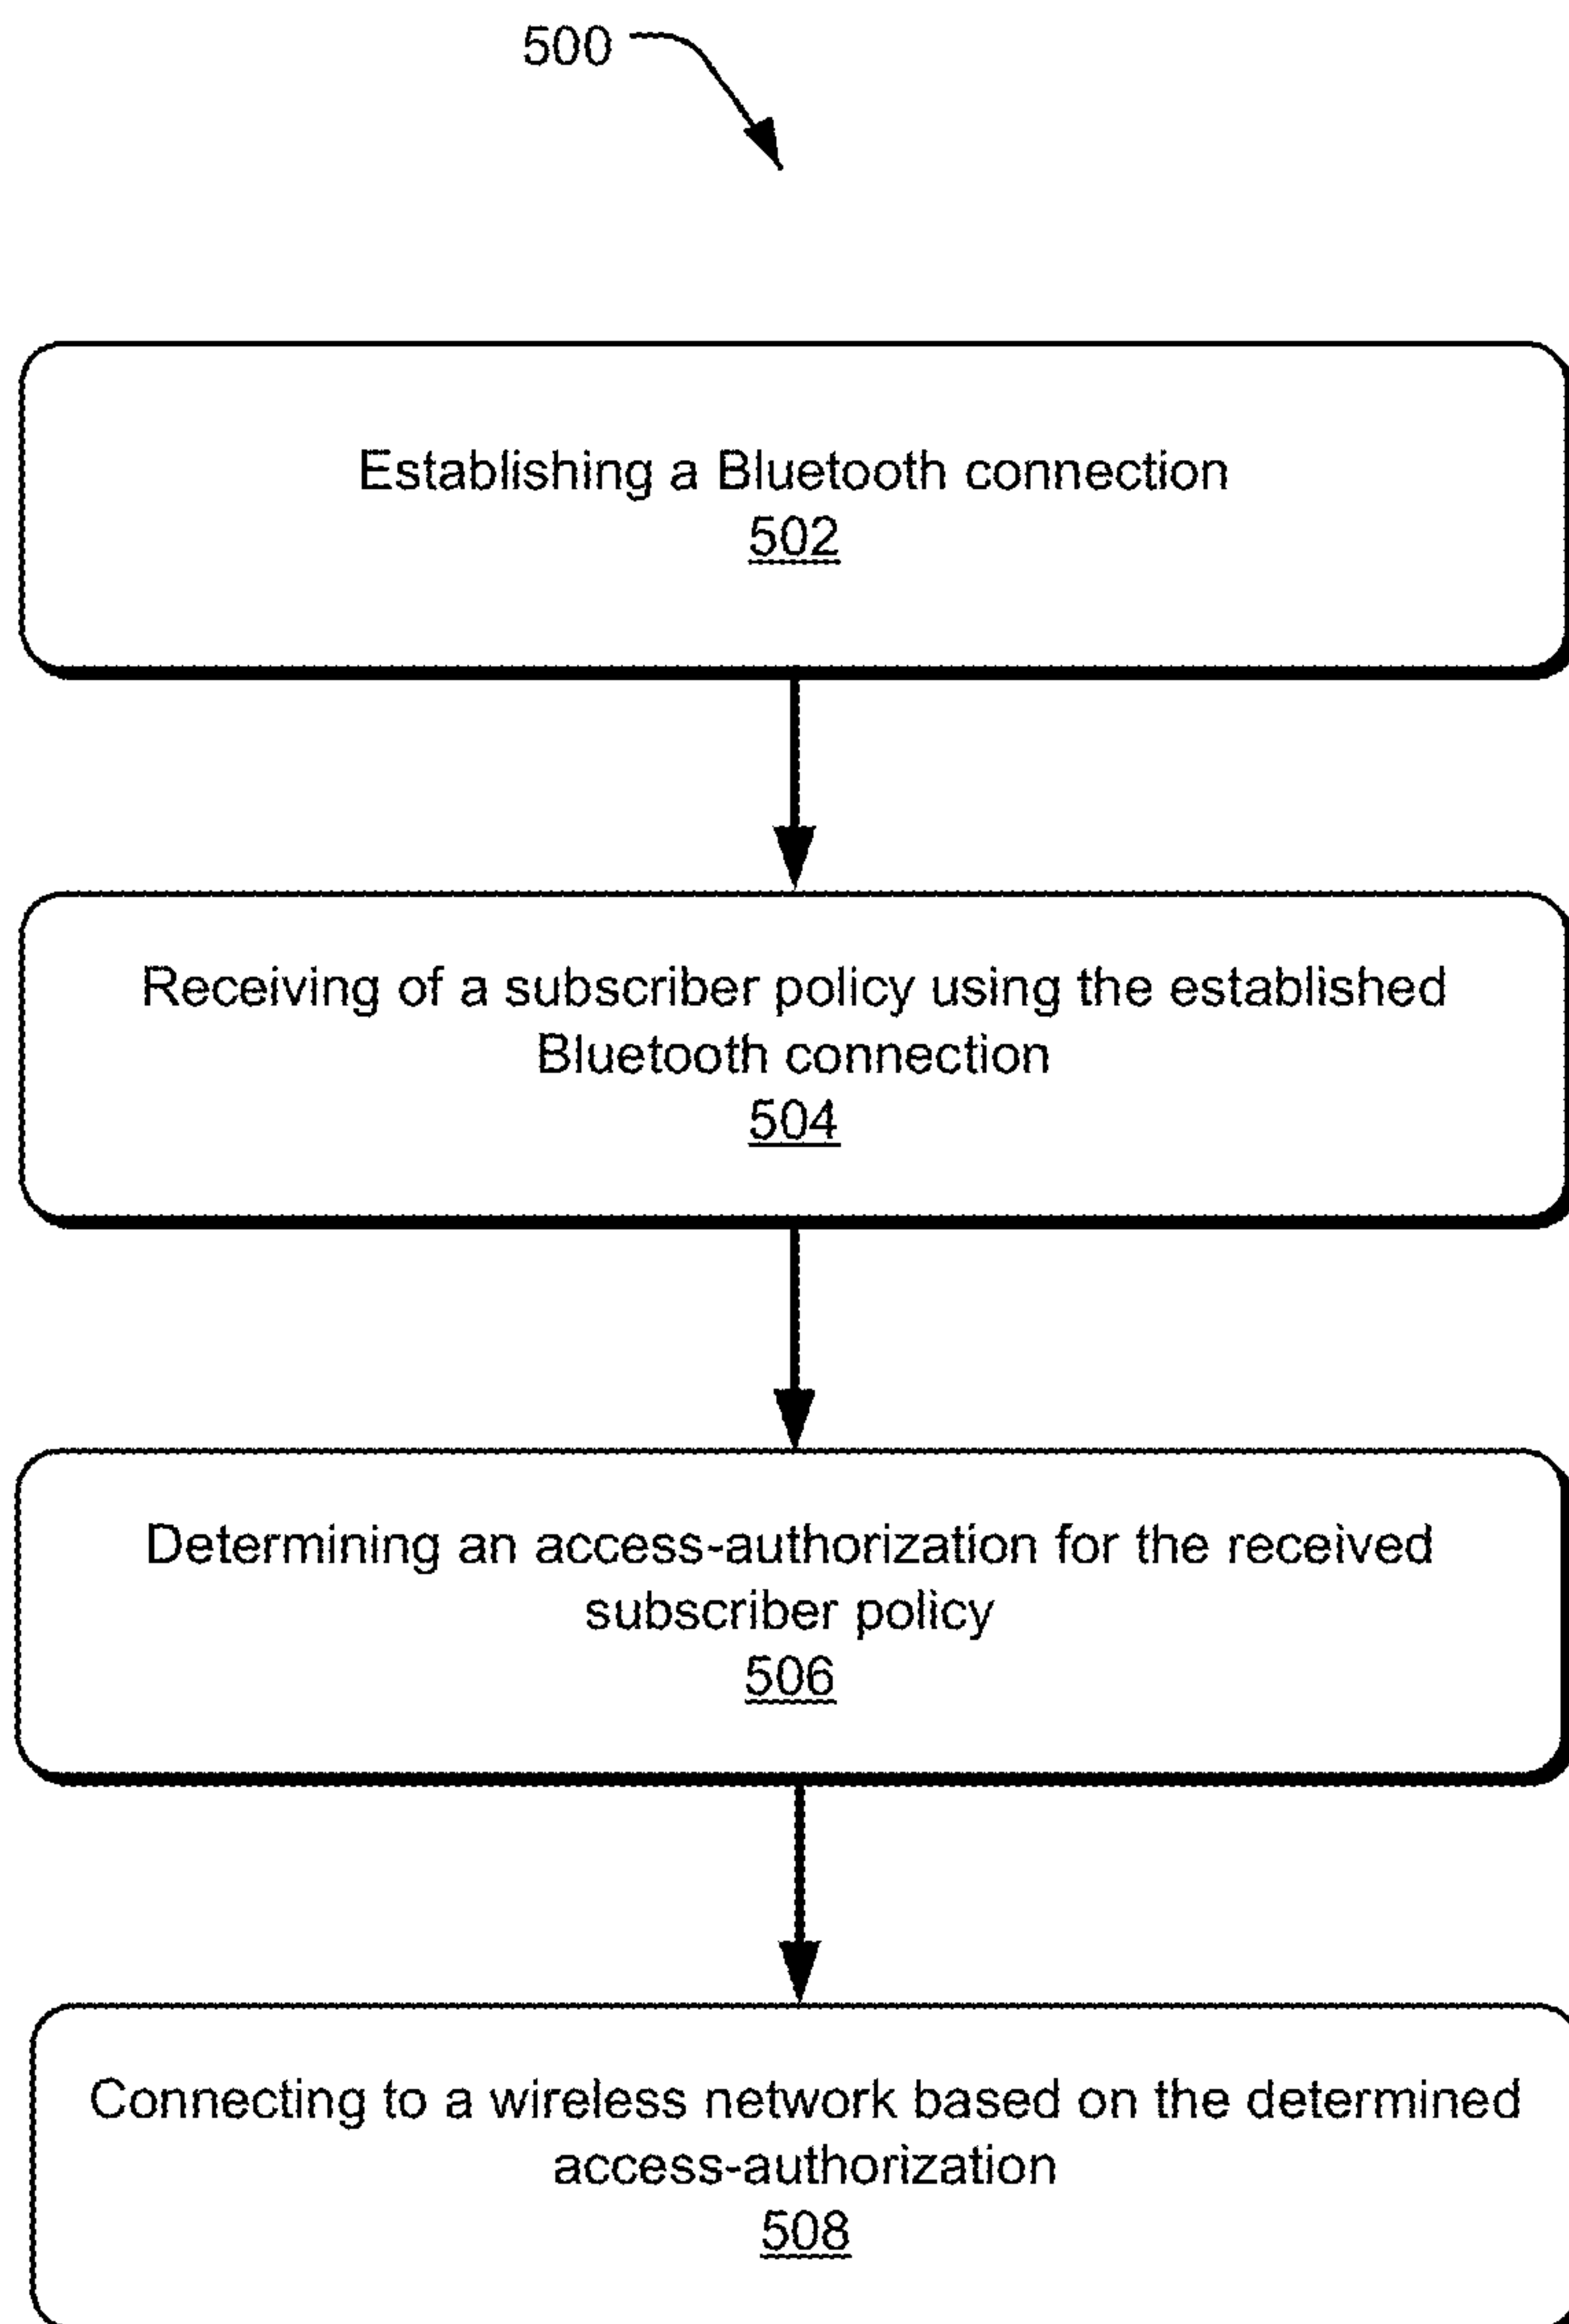 500
Establishing a Bluetooth connection
502
Receiving of a subscriber policy using the established
Bluetooth connection
504
Determining an access-authorization for the received
subscriber policy
506
Connecting to a wireless network based on the determined
access-authorization
508